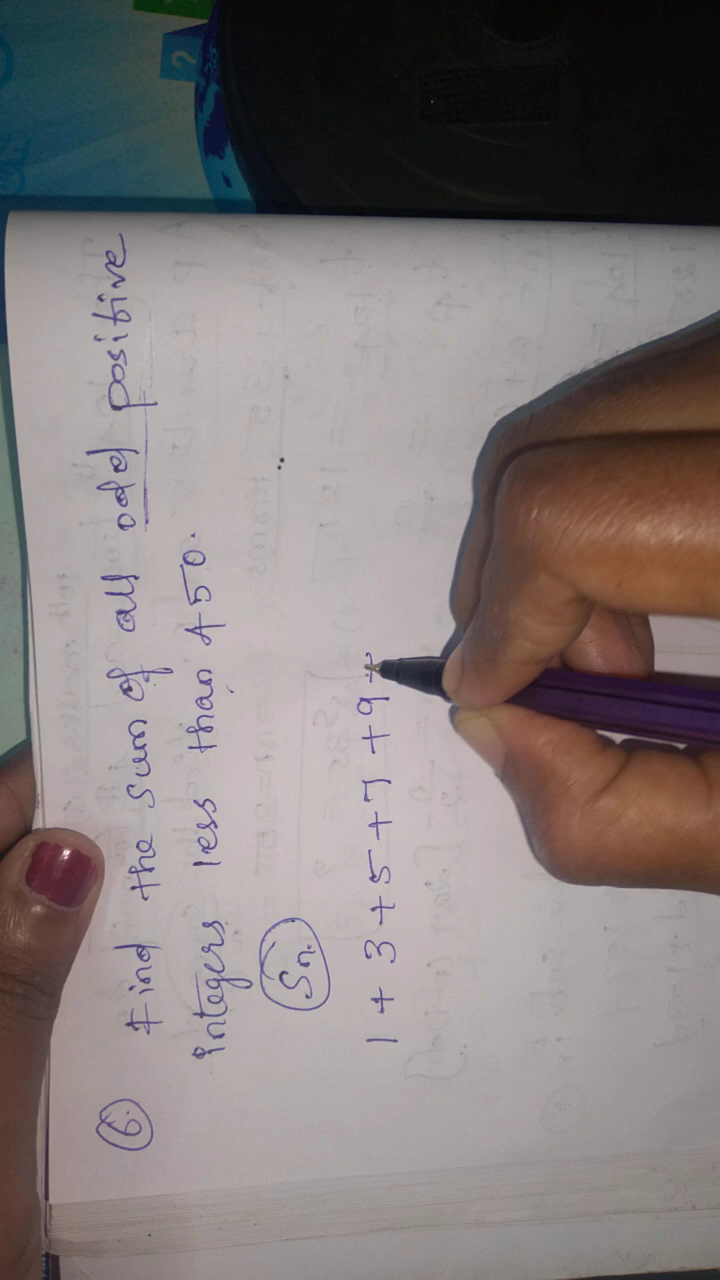 6. Find the sum of all odd positive
integers less than 450.
Sn.
1 + 3 + 5 + 7 + 9 +